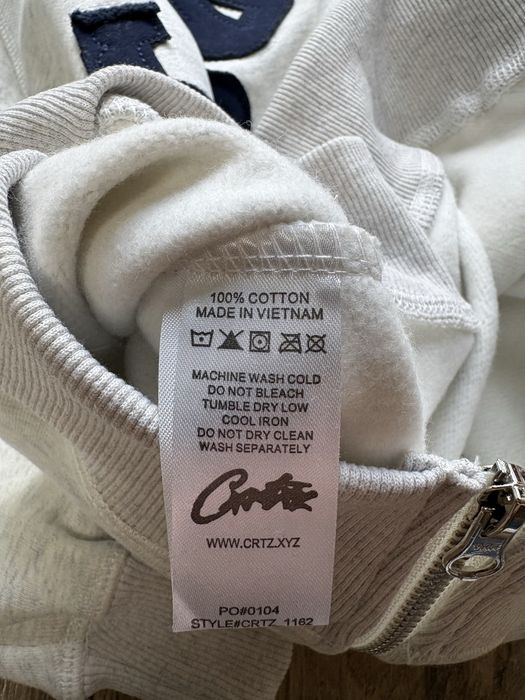 100% COTTON
MADE IN VIETNAM
MACHINE WASH COLD
DO NOT BLEACH
TUMBLE DRY LOW
COOL IRON
DO NOT DRY CLEAN
WASH SEPARATELY
Corteiz
WWW.CRTZ.XYZ
PO#0104
STYLE#CRTZ_1162